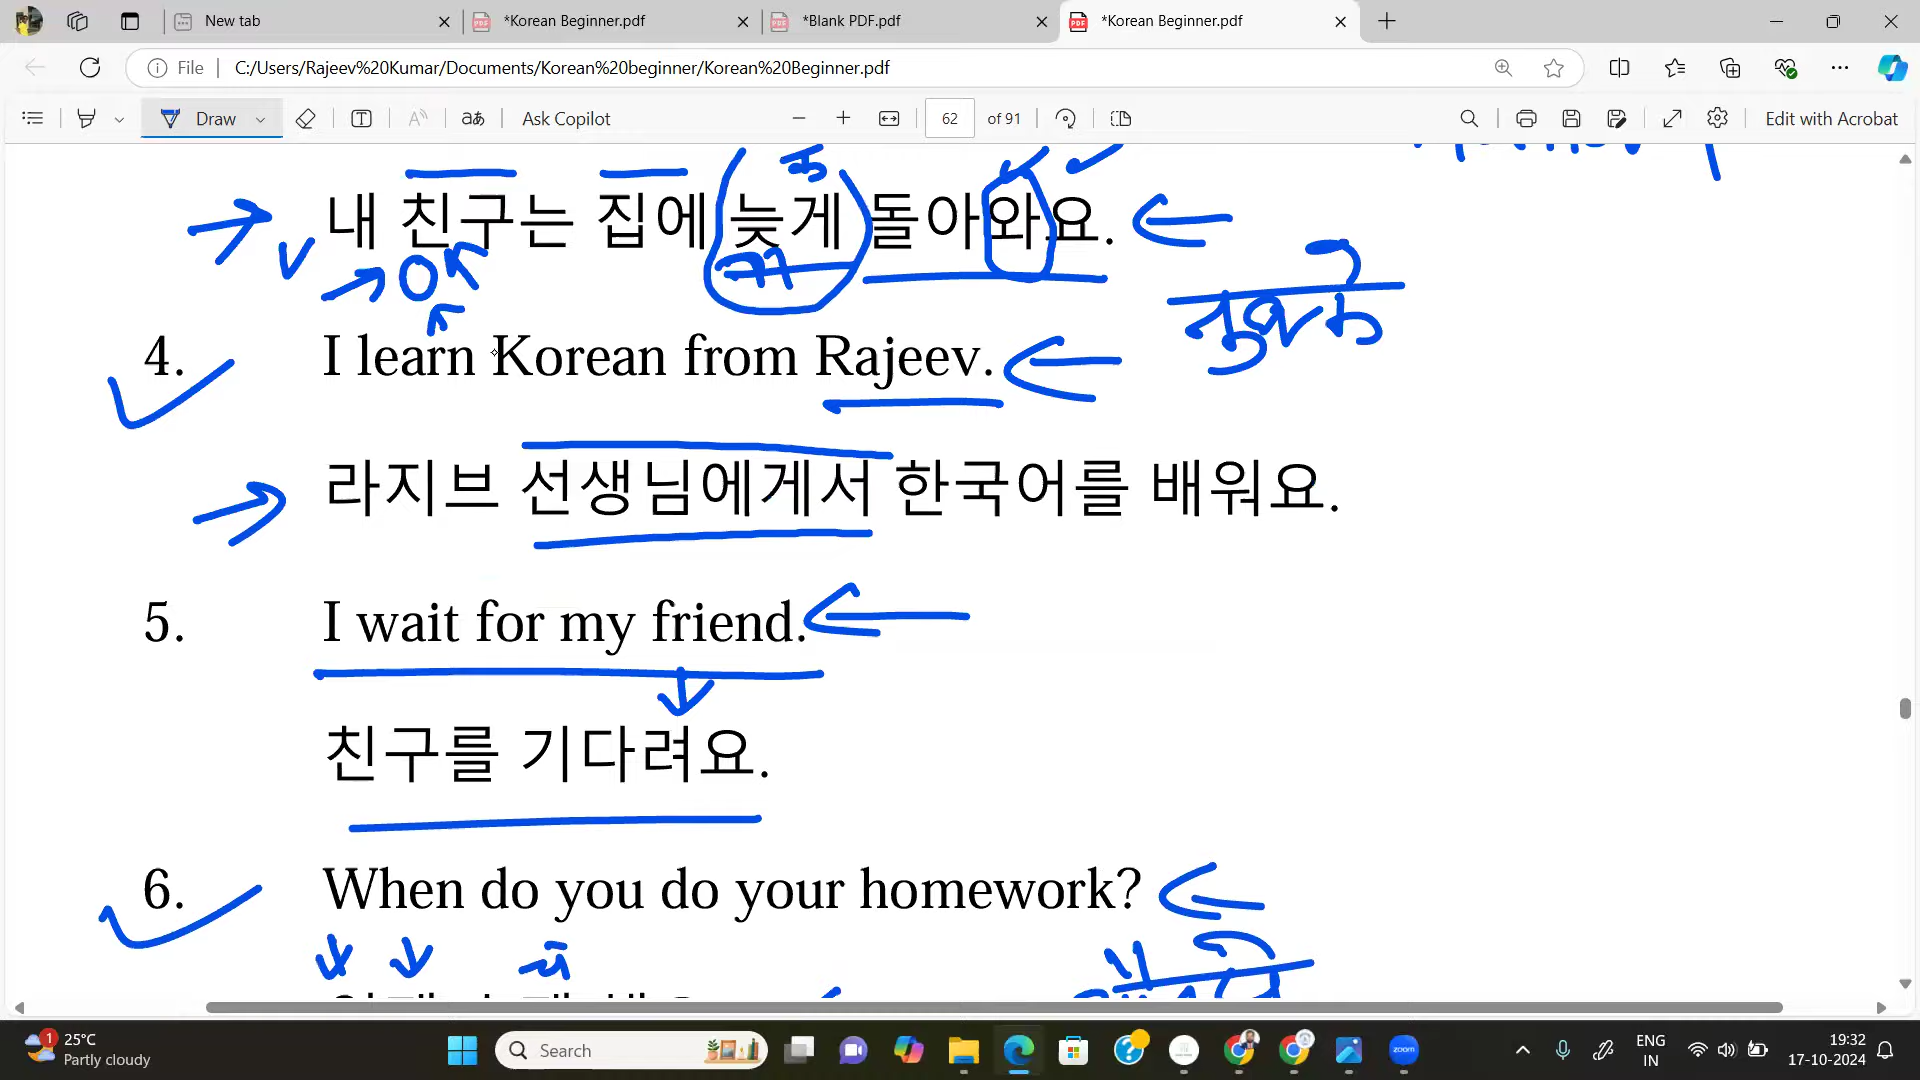 New tab
*Korean Beginner.pdf
*Blank PDF.pdf
*Korean Beginner.pdf
File
C:/Users/Rajeev%20Kumar/Documents/Korean%20beginner/Korean%20Beginner.pdf
Draw
Ask Copilot
62 of 91
Edit with Acrobat
내 친구는 집에 늦게 돌아와요.
4. I learn Korean from Rajeev.
라지브 선생님에게서 한국어를 배워요.
5. I wait for my friend.
친구를 기다려요.
6. When do you do your homework?
1
25°C
Partly cloudy
Search
zoom
ENG
IN
19:32
17-10-2024